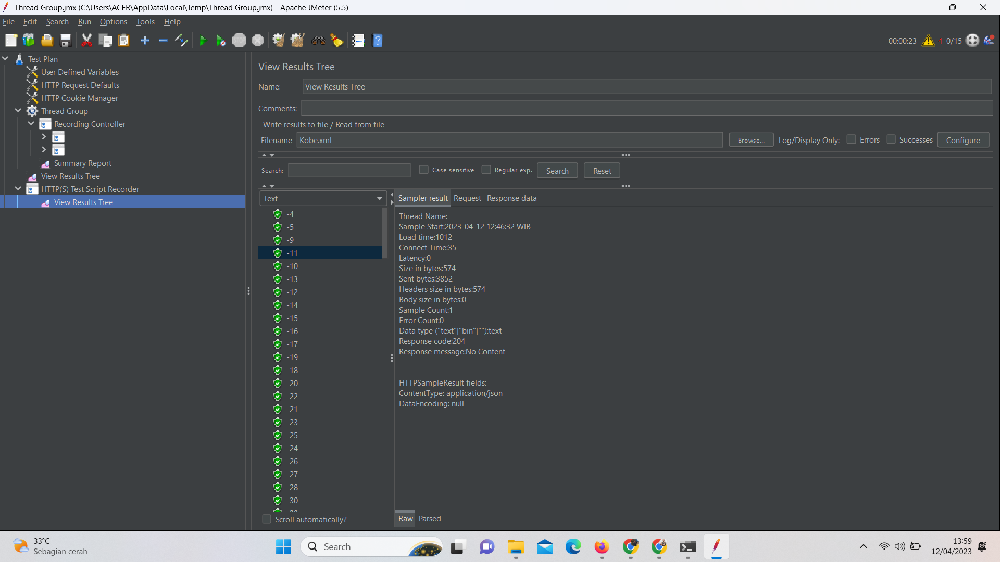 Thread Group.jmx (C:\Users\ACER\AppData\Local\Temp\Thread Group.jmx) - Apache JMeter (5.5)
File Edit Search Run Options Tools Help
STOP
00:00:23 4 0/15
Test Plan
User Defined Variables
HTTP Request Defaults
HTTP Cookie Manager
Thread Group
Recording Controller
Summary Report
View Results Tree
HTTP(S) Test Script Recorder
View Results Tree
View Results Tree
Name: View Results Tree
Comments:
Write results to file / Read from file
Filename Kobe.xml Browse... Log/Display Only: Errors Successes Configure
Search: Case sensitive Regular exp. Search Reset
Text
-4
-5
-9
-11
-10
-13
-12
-14
-15
-16
-17
-19
-18
-20
-22
-21
-23
-25
-24
-26
-27
-28
-30
Scroll automatically?
Sampler result Request Response data
Thread Name:
Sample Start:2023-04-12 12:46:32 WIB
Load time:1012
Connect Time:35
Latency:0
Size in bytes:574
Sent bytes:3852
Headers size in bytes:574
Body size in bytes:0
Sample Count:1
Error Count:0
Data type ("text"|"bin"|""):text
Response code:204
Response message:No Content
HTTPSampleResult fields:
ContentType: application/json
DataEncoding: null
Raw Parsed
33°C
Sebagian cerah
Search
13:59
12/04/2023